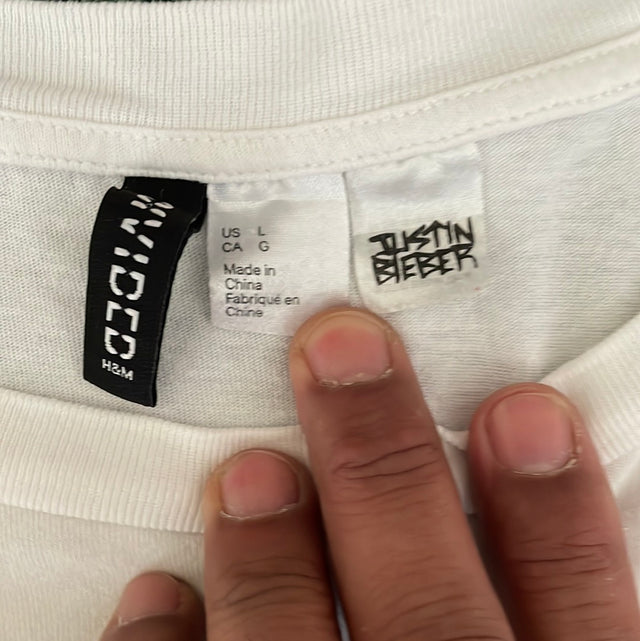 DIVIDED
H&M
US L
CA G
Made in
China
Fabriqué en
Chine
JUSTIN
BIEBER